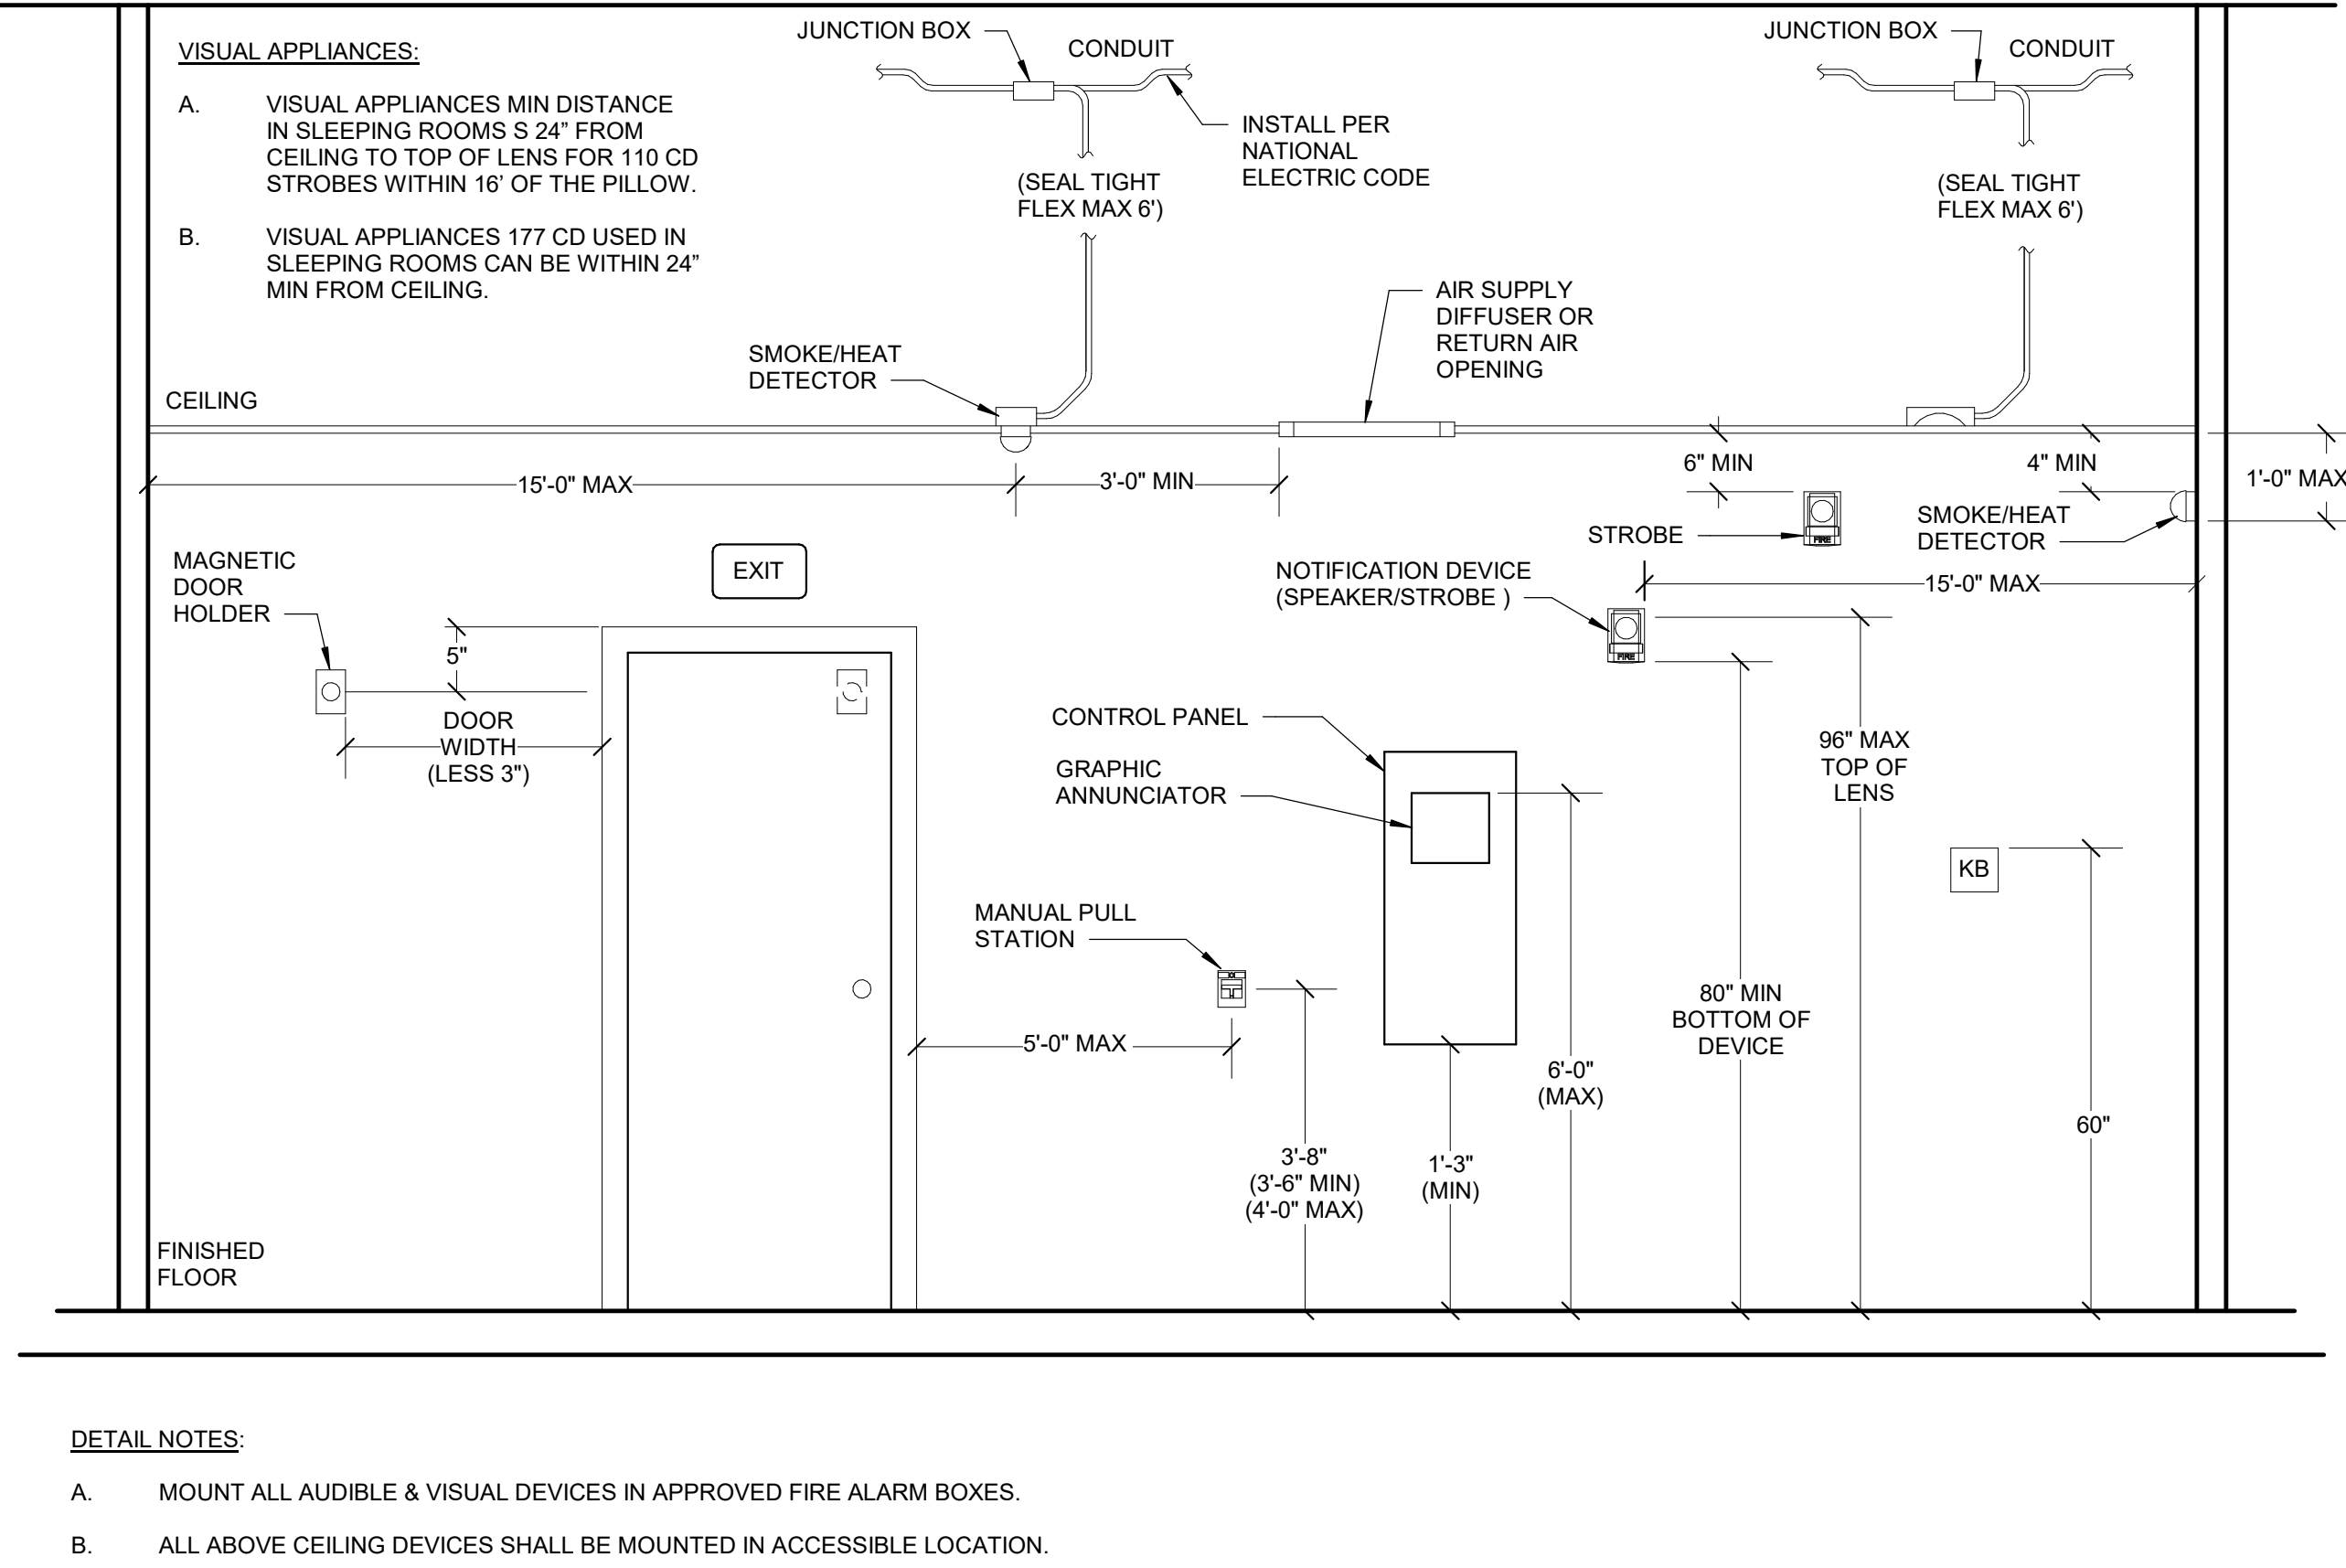 VISUAL APPLIANCES:
A. VISUAL APPLIANCES MIN DISTANCE
IN SLEEPING ROOMS S 24” FROM
CEILING TO TOP OF LENS FOR 110 CD
STROBES WITHIN 16’ OF THE PILLOW.
B. VISUAL APPLIANCES 177 CD USED IN
SLEEPING ROOMS CAN BE WITHIN 24”
MIN FROM CEILING.
JUNCTION BOX
CONDUIT
INSTALL PER
NATIONAL
ELECTRIC CODE
(SEAL TIGHT
FLEX MAX 6')
JUNCTION BOX
CONDUIT
(SEAL TIGHT
FLEX MAX 6')
AIR SUPPLY
DIFFUSER OR
RETURN AIR
OPENING
SMOKE/HEAT
DETECTOR
CEILING
15'-0" MAX
3'-0" MIN
6" MIN
4" MIN
1'-0" MAX
STROBE
FIRE
SMOKE/HEAT
DETECTOR
15'-0" MAX
MAGNETIC
DOOR
HOLDER
EXIT
NOTIFICATION DEVICE
(SPEAKER/STROBE )
FIRE
5"
DOOR
WIDTH
(LESS 3")
CONTROL PANEL
GRAPHIC
ANNUNCIATOR
96" MAX
TOP OF
LENS
KB
MANUAL PULL
STATION
5'-0" MAX
80" MIN
BOTTOM OF
DEVICE
6'-0"
(MAX)
60"
3'-8"
(3'-6" MIN)
(4'-0" MAX)
1'-3"
(MIN)
FINISHED
FLOOR
DETAIL NOTES:
A. MOUNT ALL AUDIBLE & VISUAL DEVICES IN APPROVED FIRE ALARM BOXES.
B. ALL ABOVE CEILING DEVICES SHALL BE MOUNTED IN ACCESSIBLE LOCATION.